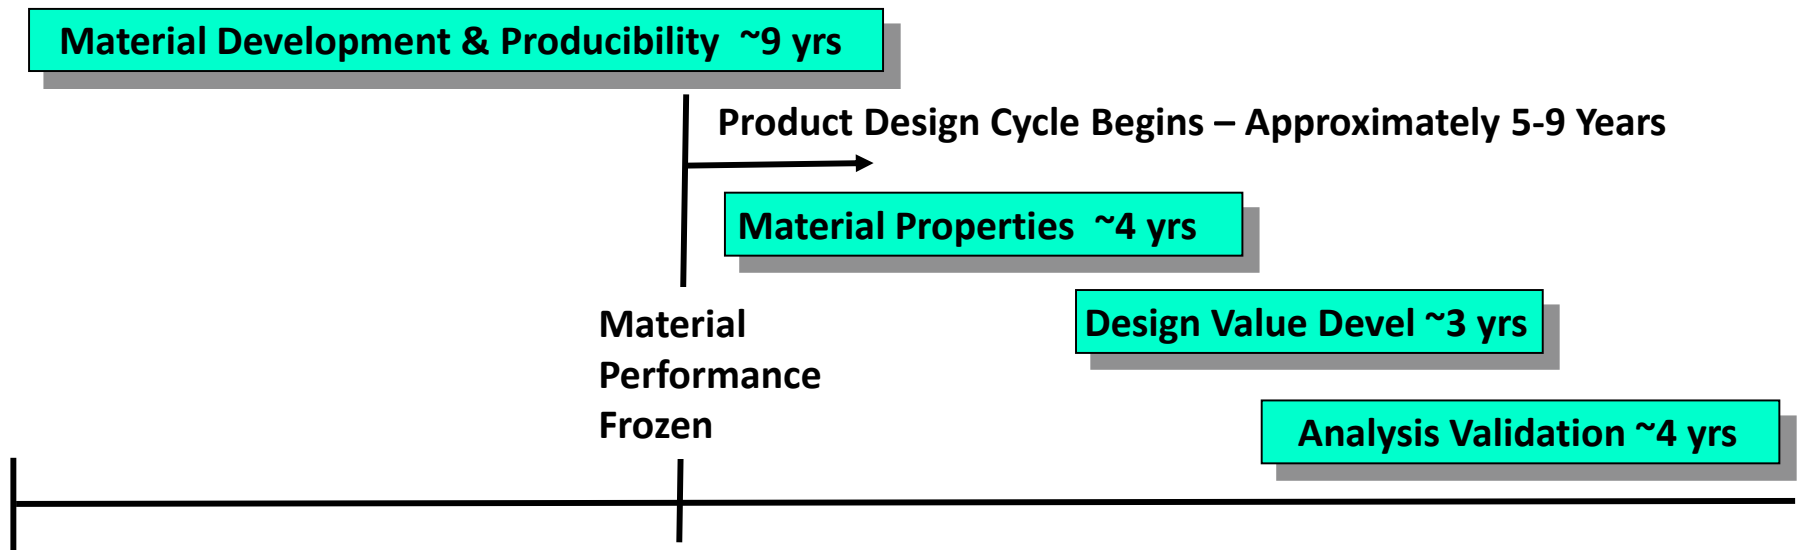 Material Development & Producibility ~9 yrs
Product Design Cycle Begins – Approximately 5-9 Years
Material Properties ~4 yrs
Material
Performance
Frozen
Design Value Devel ~3 yrs
Analysis Validation ~4 yrs